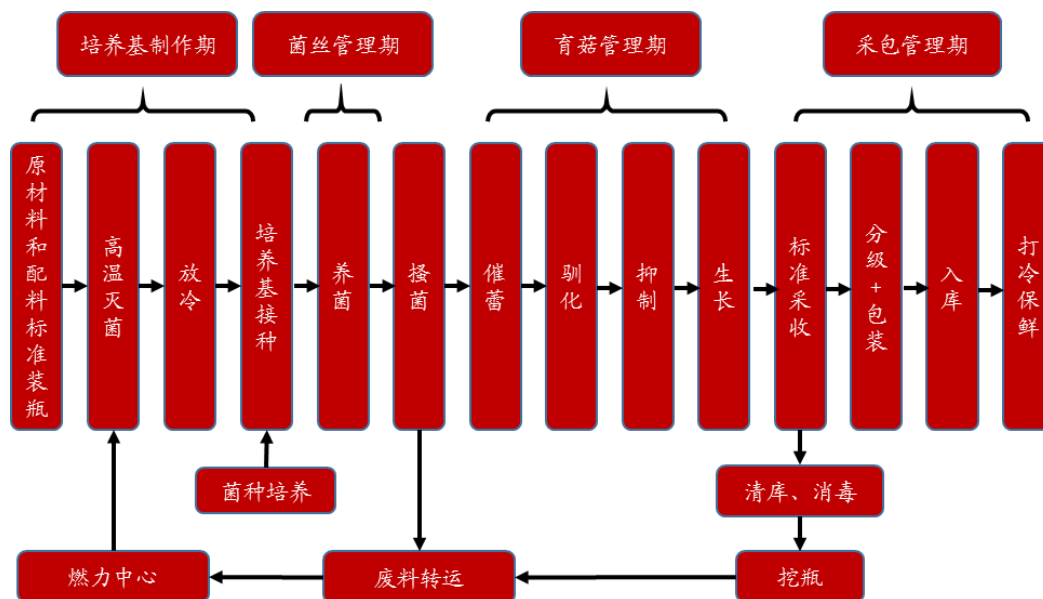 培养基制作期
菌丝管理期
育菇管理期
采包管理期
原材料和配料标准装瓶
高温灭菌
放冷
培养基接种
养菌
搔菌
催蕾
驯化
抑制
生长
标准采收
分级+包装
入库
打冷保鲜
菌种培养
清库、消毒
燃力中心
废料转运
挖瓶